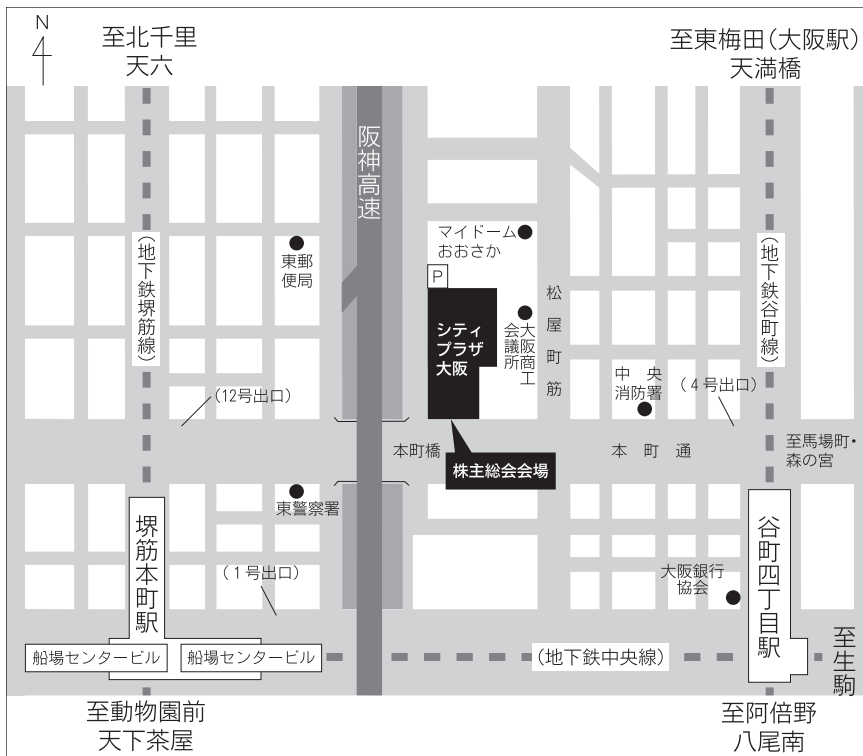 N
至北千里
天六
至東梅田(大阪駅)
天満橋
阪神高速
(地下鉄堺筋線)
東郵
便局
マイドーム
おおさか
P
シティ
プラザ
大阪
大阪商工
会議所
松屋町筋
(地下鉄谷町線)
中央
消防署
(4号出口)
(12号出口)
本町橋
株主総会会場
本町通
至馬場町・
森の宮
東警察署
堺筋本町駅
(1号出口)
谷町四丁目駅
大阪銀行
協会
船場センタービル
船場センタービル
(地下鉄中央線)
至生駒
至動物園前
天下茶屋
至阿倍野
八尾南